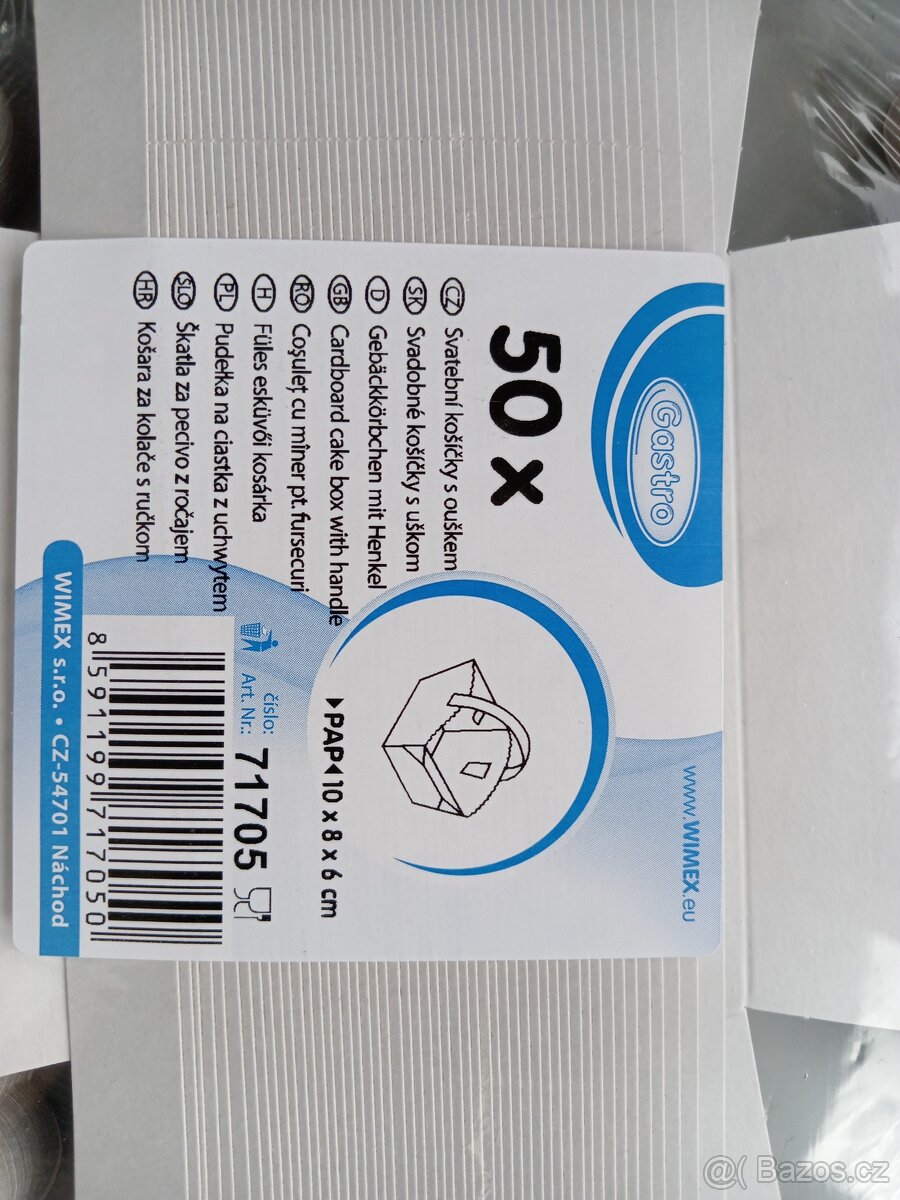 Gastro
50 x
CZ Svatební košíčky s ouškem
SK Svadobné košíčky s uškom
D Gebäckkörbchen mit Henkel
GB Cardboard cake box with handle
RO Coşuleţ cu mîner pt. fursecuri
H Füles esküvői kosárka
PL Pudełka na ciastka z uchwytem
SLO Škatla za pecivo z ročajem
HR Košara za kolače s ručkom
www.WIMEX.eu
PAP 10 x 8 x 6 cm
číslo:
Art. Nr.: 71705
8 591199 717050
WIMEX s.r.o. • CZ-54701 Náchod
@( Bazos.cz